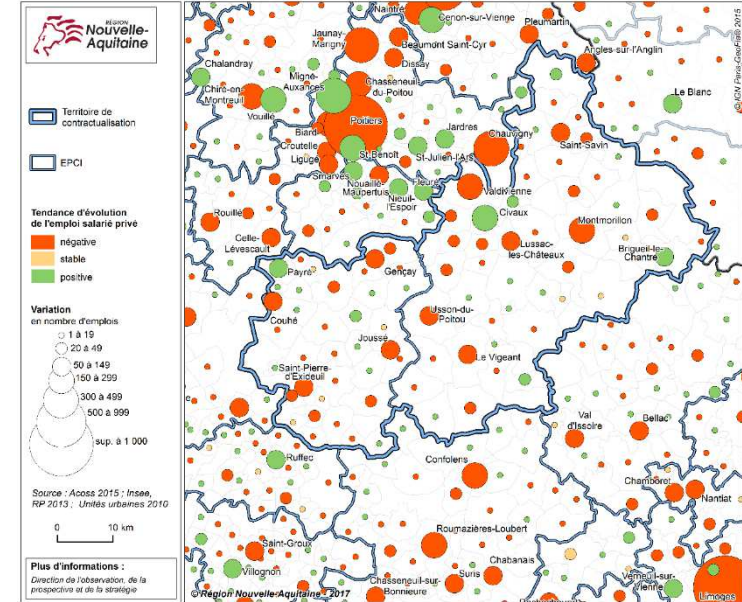 RÉGION
Nouvelle-
Aquitaine
Territoire de
contractualisation
EPCI
Tendance d'évolution
de l'emploi salarié privé
négative
stable
positive
Variation
en nombre d'emplois
1 à 19
20 à 49
50 à 149
150 à 299
300 à 499
500 à 999
sup. à 1 000
Source : Acoss 2015 ; Insee,
RP 2013 ; Unités urbaines 2010
0 10 km
Plus d'informations :
Direction de l'observation, de la
prospective et de la stratégie
Naintré
Cenon-sur-Vienne
Pleumartin
Jaunay-
Marigny
Beaumont Saint-Cyr
Dissay
Angles-sur-l'Anglin
Chalandray
Migné-
Auxances
Chasseneuil
du-Poitou
Chiré-en-
Montreuil
Vouillé
Le Blanc
Poitiers
Biard
Croutelle
Ligugé
St-Benoît
Jardres
St-Julien-l'Ars
Chauvigny
Saint-Savin
Smarves
Nouaillé-
Maupertuis
Fleuré
Nieuil-
l'Espoir
Valdivienne
Civaux
Rouillé
Celle-
Lévescault
Montmorillon
Lussac-
les-Châteaux
Brigueil-le-
Chantre
Payré
Gençay
Couhé
Usson-du-
Poitou
Joussé
Le Vigeant
Saint-Pierre-
d'Exideuil
Val
d'Issoire
Bellac
Ruffec
Confolens
Chamboret
Nantiat
Roumazières-Loubert
Saint-Groux
Villognon
Chabanais
Suris
Chasseneuil-sur-
Bonnieure
Verneuil-sur-
Vienne
Limoges
© Région Nouvelle-Aquitaine - 2017
© IGN Paris-GeoFla® 2015